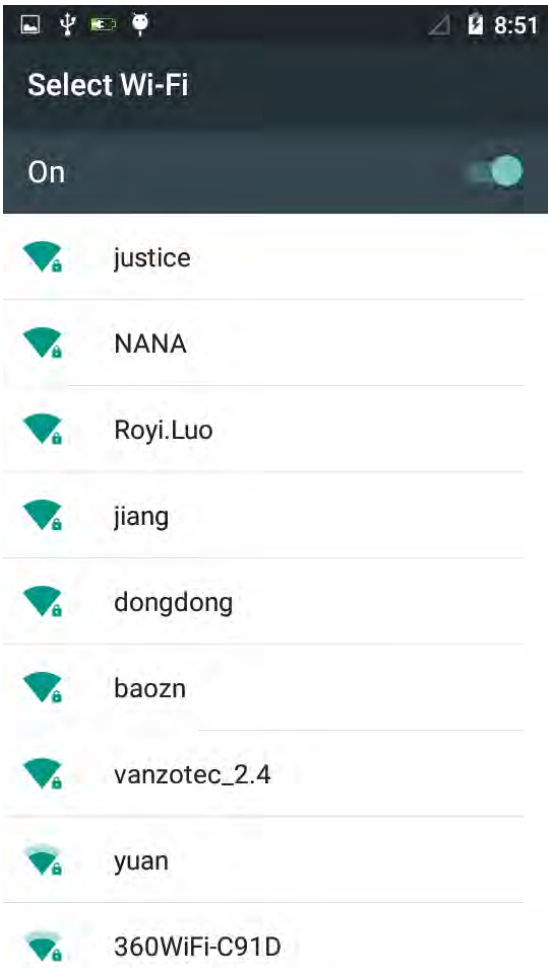 8:51
Select Wi-Fi
On
justice
NANA
Royi.Luo
jiang
dongdong
baozn
vanzotec_2.4
yuan
360WiFi-C91D